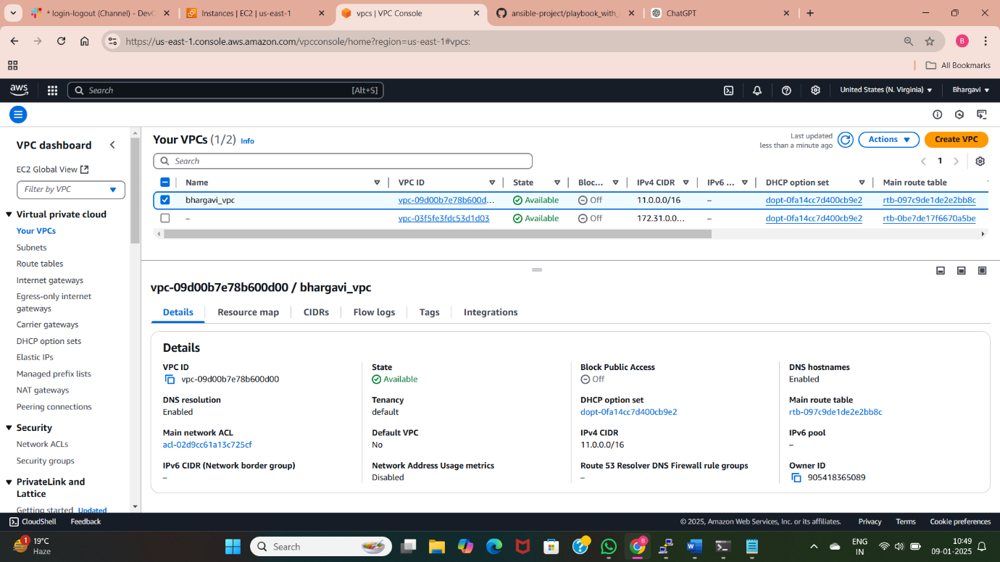 * login-logout (Channel) - DevO
Instances | EC2 | us-east-1
vpcs | VPC Console
ansible-project/playbook_with_
ChatGPT
https://us-east-1.console.aws.amazon.com/vpcconsole/home?region=us-east-1#vpcs:
B
All Bookmarks
aws
Search
[Alt+S]
United States (N. Virginia)
Bhargavi
VPC dashboard
EC2 Global View
Filter by VPC
Virtual private cloud
Your VPCs
Subnets
Route tables
Internet gateways
Egress-only internet
gateways
Carrier gateways
DHCP option sets
Elastic IPs
Managed prefix lists
NAT gateways
Peering connections
Security
Network ACLs
Security groups
PrivateLink and
Lattice
Getting started Updated
Your VPCs (1/2) Info
Last updated
less than a minute ago
Actions
Create VPC
Search
1
Name VPC ID State Bloc... IPv4 CIDR IPv6 ... DHCP option set Main route table
bhargavi_vpc vpc-09d00b7e78b600d... Available Off 11.0.0.0/16 – dopt-0fa14cc7d400cb9e2 rtb-097c9de1de2e2bb8c
– vpc-03f5fe3fdc53d1d03 Available Off 172.31.0.0... – dopt-0fa14cc7d400cb9e2 rtb-0be7de17f6670a5be
vpc-09d00b7e78b600d00 / bhargavi_vpc
Details Resource map CIDRs Flow logs Tags Integrations
Details
VPC ID
vpc-09d00b7e78b600d00
State
Available
Block Public Access
Off
DNS hostnames
Enabled
DNS resolution
Enabled
Tenancy
default
DHCP option set
dopt-0fa14cc7d400cb9e2
Main route table
rtb-097c9de1de2e2bb8c
Main network ACL
acl-02d9cc61a13c725cf
Default VPC
No
IPv4 CIDR
11.0.0.0/16
IPv6 pool
–
IPv6 CIDR (Network border group)
–
Network Address Usage metrics
Disabled
Route 53 Resolver DNS Firewall rule groups
–
Owner ID
905418365089
CloudShell Feedback
© 2025, Amazon Web Services, Inc. or its affiliates. Privacy Terms Cookie preferences
1
19°C
Haze
Search
B
ENG
IN
10:49
09-01-2025